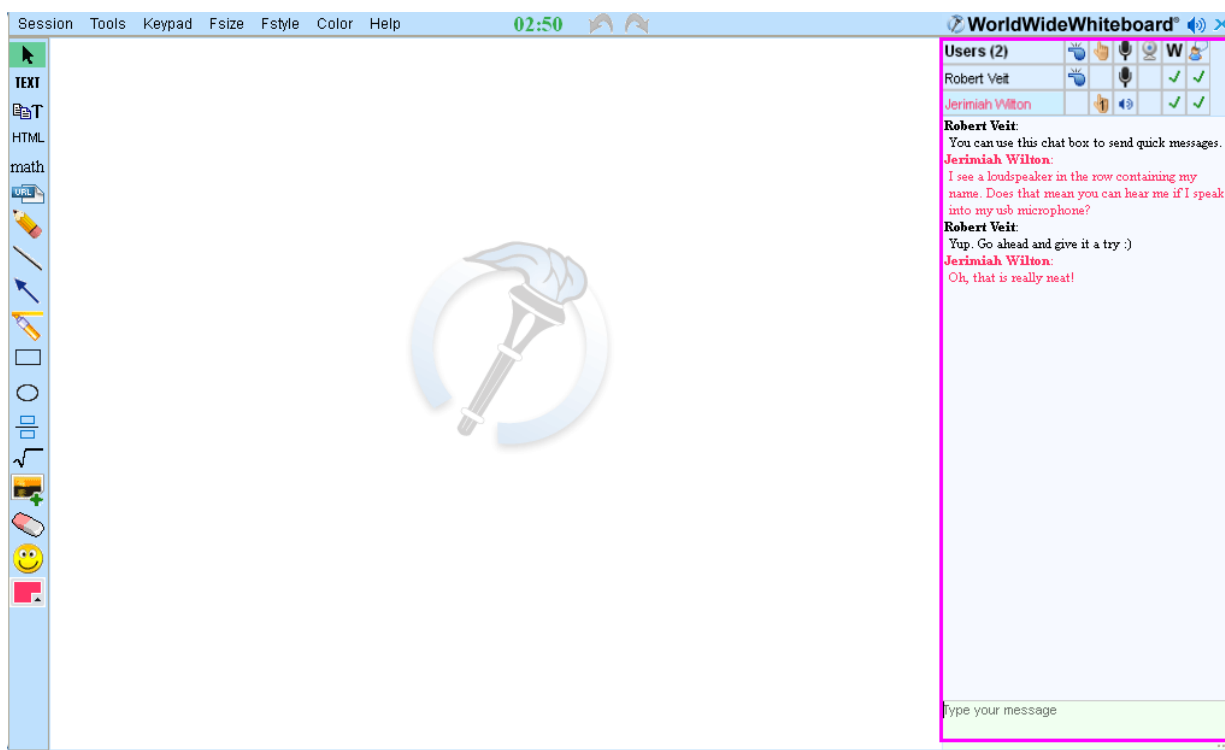 Session Tools Keypad Fsize Fstyle Color Help 02:50 WorldWideWhiteboard®
TEXT
T
HTML
math
URL
Users (2) W
Robert Veit
Jerimiah Wilton 1
Robert Veit:
You can use this chat box to send quick messages.
Jerimiah Wilton:
I see a loudspeaker in the row containing my
name. Does that mean you can hear me if I speak
into my usb microphone?
Robert Veit:
Yup. Go ahead and give it a try :)
Jerimiah Wilton:
Oh, that is really neat!
Type your message